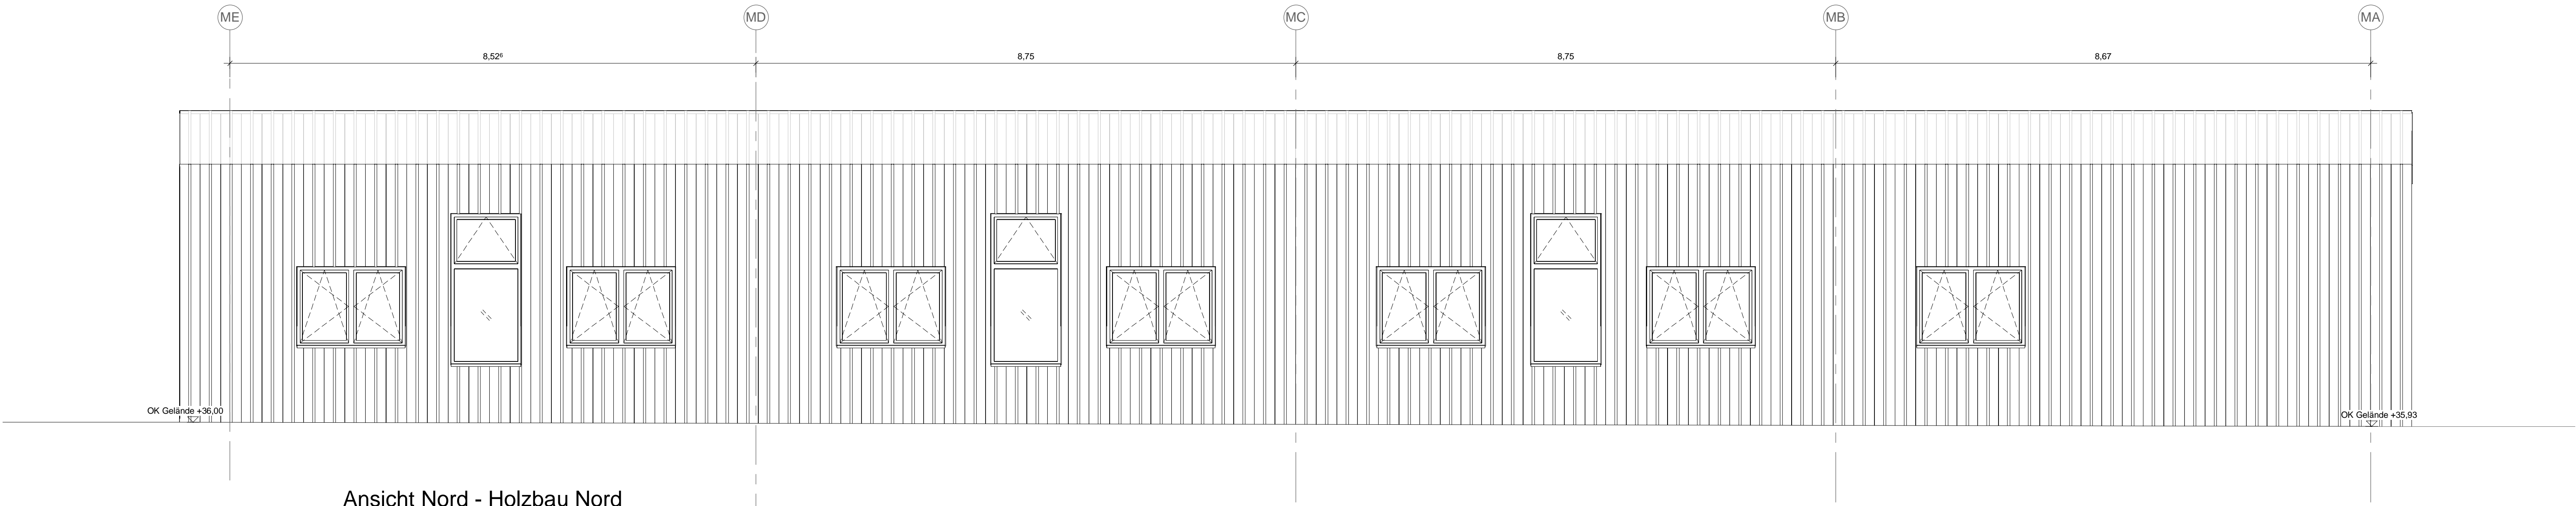 ME MD MC MB MA
8,52⁶ 8,75 8,75 8,67
OK Gelände +36,00
OK Gelände +35,93
Ansicht Nord - Holzbau Nord